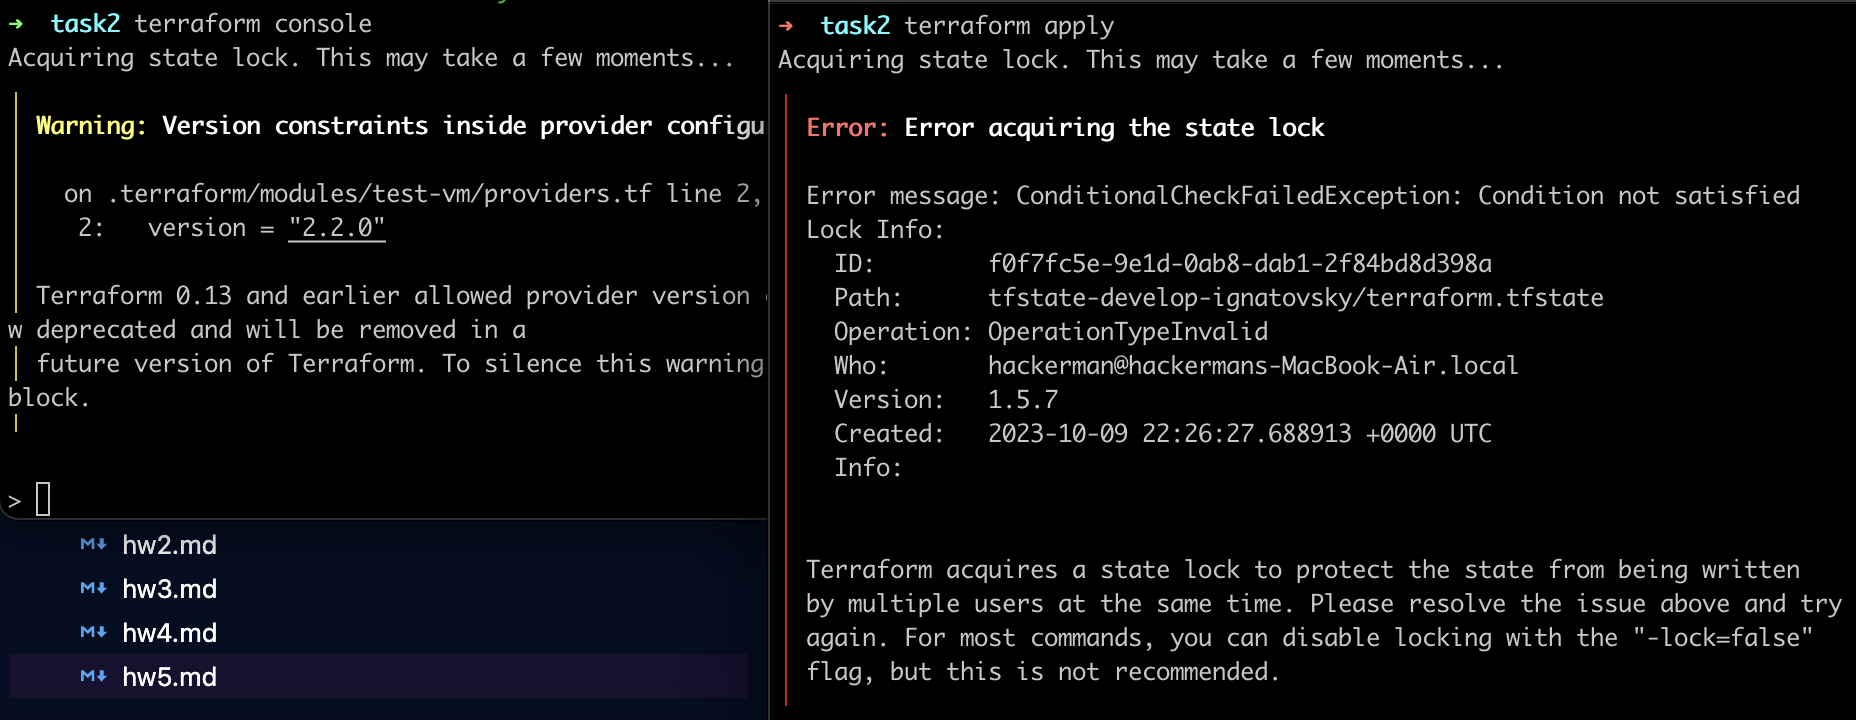 ➜  task2 terraform console
Acquiring state lock. This may take a few moments...
Warning: Version constraints inside provider configu
on .terraform/modules/test-vm/providers.tf line 2,
2:   version = "2.2.0"
Terraform 0.13 and earlier allowed provider version
w deprecated and will be removed in a
future version of Terraform. To silence this warning
block.
>
hw2.md
hw3.md
hw4.md
hw5.md
➜  task2 terraform apply
Acquiring state lock. This may take a few moments...
Error: Error acquiring the state lock
Error message: ConditionalCheckFailedException: Condition not satisfied
Lock Info:
ID:        f0f7fc5e-9e1d-0ab8-dab1-2f84bd8d398a
Path:      tfstate-develop-ignatovsky/terraform.tfstate
Operation: OperationTypeInvalid
Who:       hackerman@hackermans-MacBook-Air.local
Version:   1.5.7
Created:   2023-10-09 22:26:27.688913 +0000 UTC
Info:
Terraform acquires a state lock to protect the state from being written
by multiple users at the same time. Please resolve the issue above and try
again. For most commands, you can disable locking with the "-lock=false"
flag, but this is not recommended.